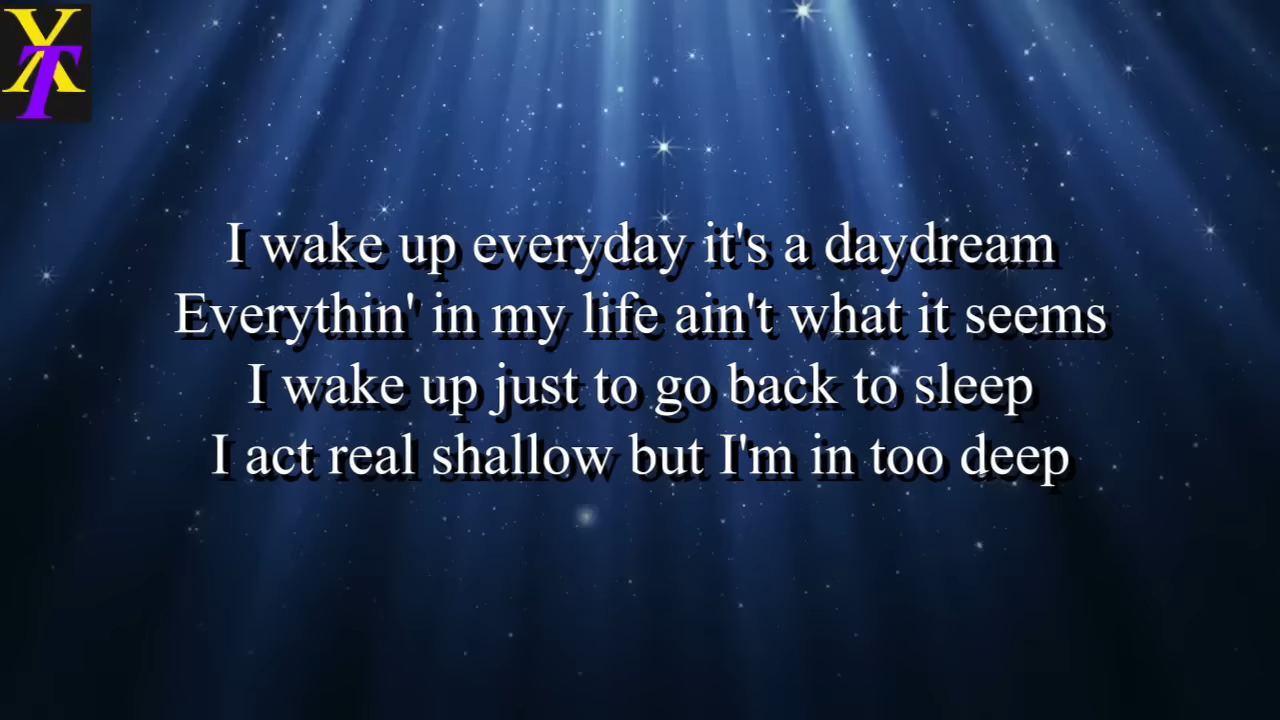 XT
I wake up everyday it's a daydream
Everythin' in my life ain't what it seems
I wake up just to go back to sleep
I act real shallow but I'm in too deep